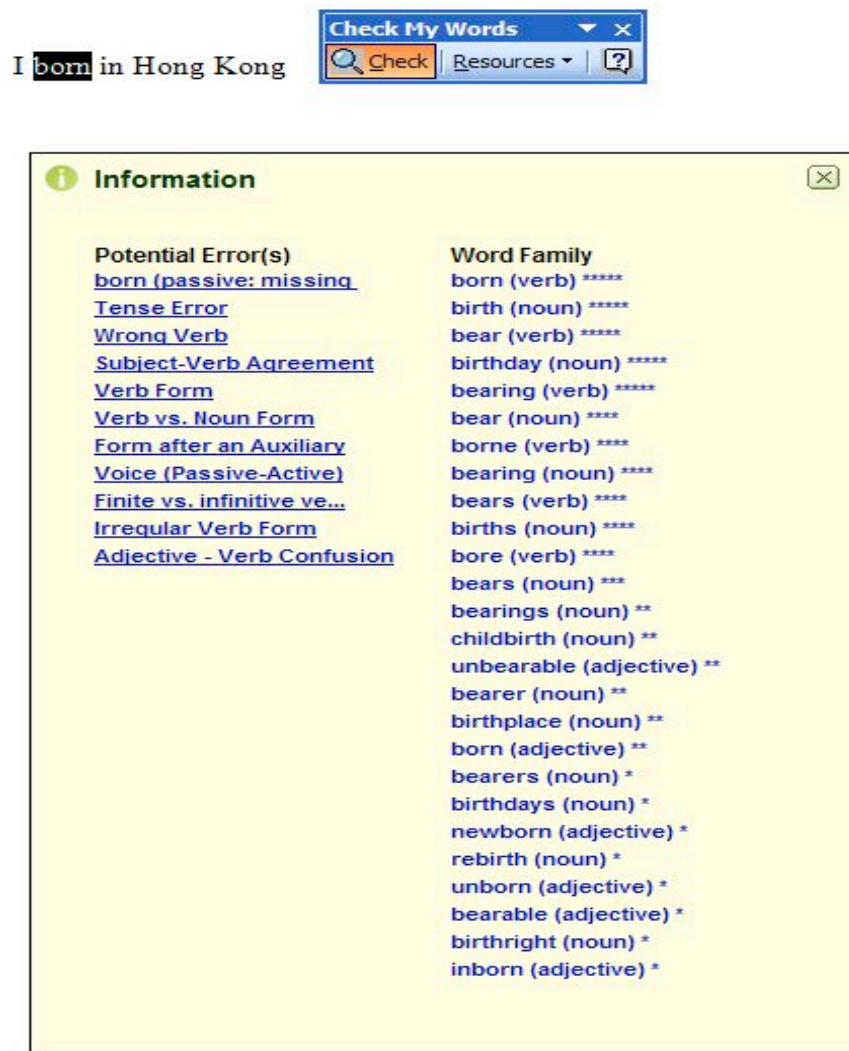 Check My Words
I born in Hong Kong
Check Resources
Information
Potential Error(s)
born (passive: missing
Tense Error
Wrong Verb
Subject-Verb Agreement
Verb Form
Verb vs. Noun Form
Form after an Auxiliary
Voice (Passive-Active)
Finite vs. infinitive ve...
Irregular Verb Form
Adjective - Verb Confusion
Word Family
born (verb) *****
birth (noun) *****
bear (verb) *****
birthday (noun) *****
bearing (verb) *****
bear (noun) ****
borne (verb) ****
bearing (noun) ****
bears (verb) ****
births (noun) ****
bore (verb) ****
bears (noun) ***
bearings (noun) **
childbirth (noun) **
unbearable (adjective) **
bearer (noun) **
birthplace (noun) **
born (adjective) **
bearers (noun) *
birthdays (noun) *
newborn (adjective) *
rebirth (noun) *
unborn (adjective) *
bearable (adjective) *
birthright (noun) *
inborn (adjective) *